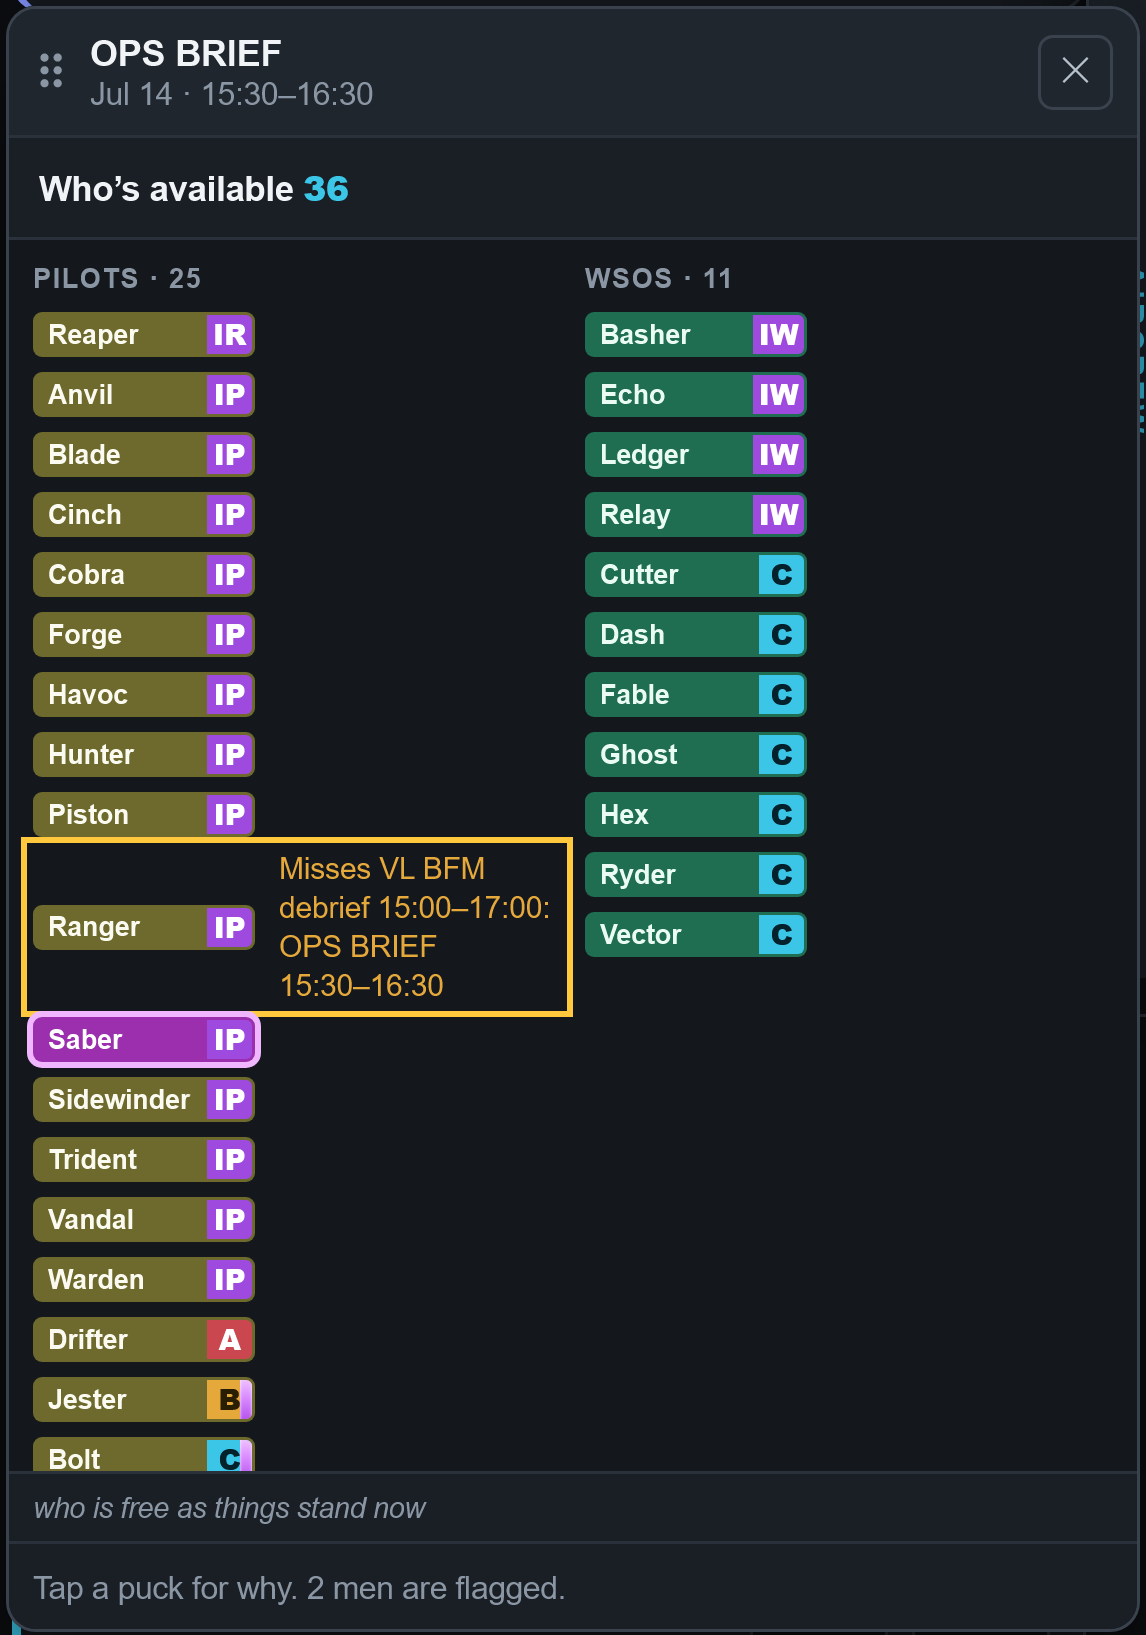 OPS BRIEF
Jul 14 · 15:30–16:30
Who’s available 36
PILOTS · 25
Reaper IR
Anvil IP
Blade IP
Cinch IP
Cobra IP
Forge IP
Havoc IP
Hunter IP
Piston IP
Ranger IP
Misses VL BFM
debrief 15:00–17:00:
OPS BRIEF
15:30–16:30
Saber IP
Sidewinder IP
Trident IP
Vandal IP
Warden IP
Drifter A
Jester B
Bolt C
WSOS · 11
Basher IW
Echo IW
Ledger IW
Relay IW
Cutter C
Dash C
Fable C
Ghost C
Hex C
Ryder C
Vector C
who is free as things stand now
Tap a puck for why. 2 men are flagged.